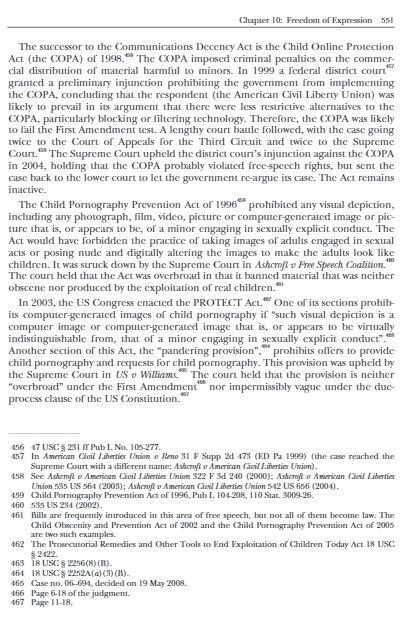 Chapter 10: Freedom of Expression 551
The successor to the Communications Decency Act is the Child Online Protection
Act (the COPA) of 1998.456 The COPA imposed criminal penalties on the commer-
cial distribution of material harmful to minors. In 1999 a federal district court457
granted a preliminary injunction prohibiting the government from implementing
the COPA, concluding that the respondent (the American Civil Liberty Union) was
likely to prevail in its argument that there were less restrictive alternatives to the
COPA, particularly blocking or filtering technology. Therefore, the COPA was likely
to fail the First Amendment test. A lengthy court battle followed, with the case going
twice to the Court of Appeals for the Third Circuit and twice to the Supreme
Court.458 The Supreme Court upheld the district court's injunction against the COPA
in 2004, holding that the COPA probably violated free-speech rights, but sent the
case back to the lower court to let the government re-argue its case. The Act remains
inactive.
The Child Pornography Prevention Act of 1996459 prohibited any visual depiction,
including any photograph, film, video, picture or computer-generated image or pic-
ture that is, or appears to be, of a minor engaging in sexually explicit conduct. The
Act would have forbidden the practice of taking images of adults engaged in sexual
acts or posing nude and digitally altering the images to make the adults look like
children. It was struck down by the Supreme Court in Ashcroft v Free Speech Coalition.460
The court held that the Act was overbroad in that it banned material that was neither
obscene nor produced by the exploitation of real children.461
In 2003, the US Congress enacted the PROTECT Act.462 One of its sections prohib-
its computer-generated images of child pornography if "such visual depiction is a
computer image or computer-generated image that is, or appears to be virtually
indistinguishable from, that of a minor engaging in sexually explicit conduct".463
Another section of this Act, the "pandering provision",464 prohibits offers to provide
child pornography and requests for child pornography. This provision was upheld by
the Supreme Court in US v Williams.465 The court held that the provision is neither
"overbroad" under the First Amendment466 nor impermissibly vague under the due-
process clause of the US Constitution.467
456 47 USC § 231 ff Pub L No. 105-277.
457 In American Civil Liberties Union v Reno 31 F Supp 2d 473 (ED Pa 1999) (the case reached the
Supreme Court with a different name: Ashcroft v American Civil Liberties Union).
458 See Ashcroft v American Civil Liberties Union 322 F 3d 240 (2000); Ashcroft v American Civil Liberties
Union 535 US 564 (2003); Ashcroft v American Civil Liberties Union 542 US 656 (2004).
459 Child Pornography Prevention Act of 1996, Pub L 104-208, 110 Stat. 3009-26.
460 535 US 234 (2002).
461 Bills are frequently introduced in this area of free speech, but not all of them become law. The
Child Obscenity and Prevention Act of 2002 and the Child Pornography Prevention Act of 2005
are two such examples.
462 The Prosecutorial Remedies and Other Tools to End Exploitation of Children Today Act 18 USC
§ 2422.
463 18 USC § 2256(8)(B).
464 18 USC § 2252A(a)(3)(B).
465 Case no. 06–694, decided on 19 May 2008.
466 Page 6-18 of the judgment.
467 Page 11-18.